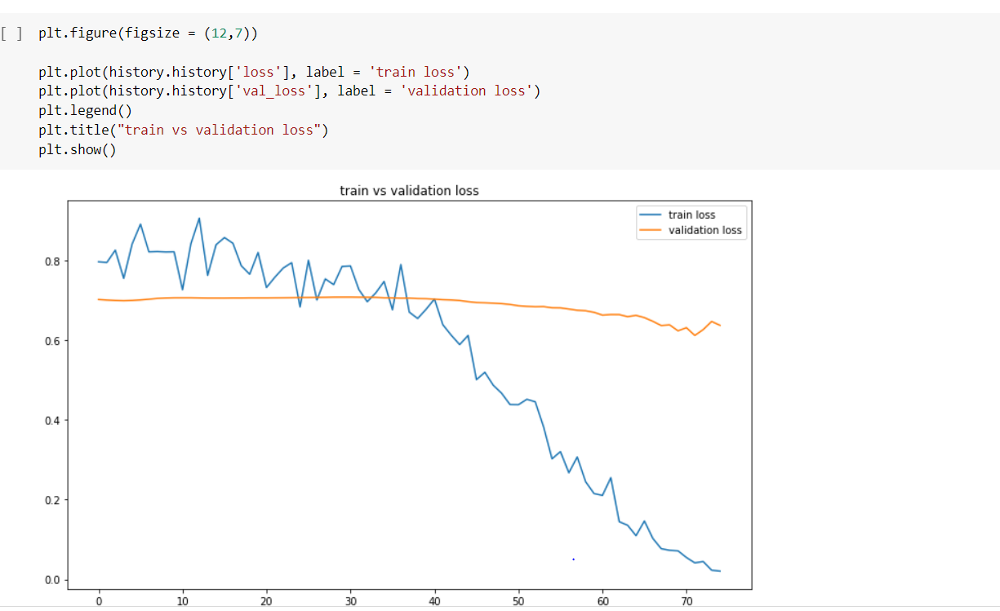 [ ] plt.figure(figsize = (12,7))
plt.plot(history.history['loss'], label = 'train loss')
plt.plot(history.history['val_loss'], label = 'validation loss')
plt.legend()
plt.title("train vs validation loss")
plt.show()
train vs validation loss
train loss
validation loss
0.8
0.6
0.4
0.2
0.0
0 10 20 30 40 50 60 70